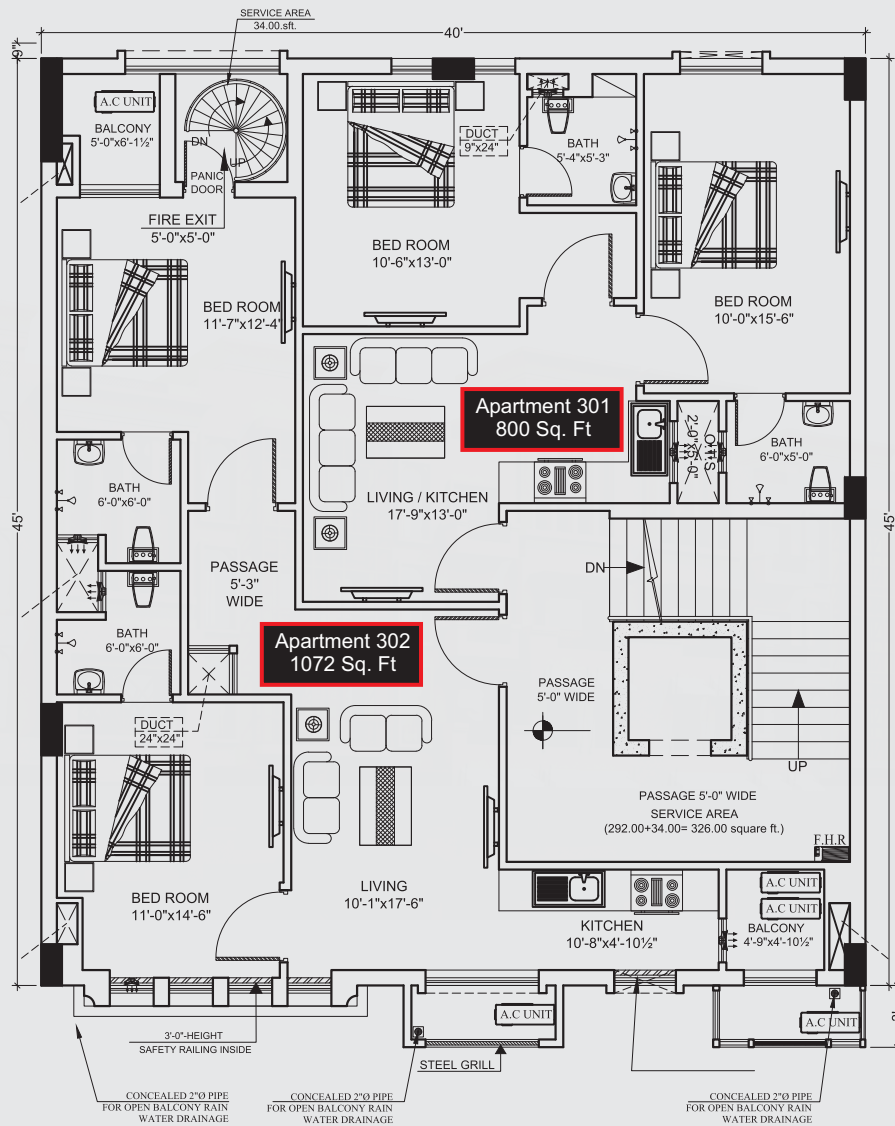 SERVICE AREA
34.00.sft.
40'
9"
A.C UNIT
BALCONY
5'-0"x6'-1½"
DN
UP
PANIC
DOOR
FIRE EXIT
5'-0"x5'-0"
DUCT
9"x24"
BATH
5'-4"x5'-3"
BED ROOM
10'-6"x13'-0"
BED ROOM
11'-7"x12'-4"
BED ROOM
10'-0"x15'-6"
Apartment 301
800 Sq. Ft
O.T.S
2'-0"x5'-0"
BATH
6'-0"x5'-0"
BATH
6'-0"x6'-0"
LIVING / KITCHEN
17'-9"x13'-0"
45'
45'
PASSAGE
5'-3"
WIDE
DN
BATH
6'-0"x6'-0"
Apartment 302
1072 Sq. Ft
PASSAGE
5'-0" WIDE
DUCT
24"x24"
UP
PASSAGE 5'-0" WIDE
SERVICE AREA
(292.00+34.00= 326.00 square ft.)
F.H.R
BED ROOM
11'-0"x14'-6"
LIVING
10'-1"x17'-6"
KITCHEN
10'-8"x4'-10½"
A.C UNIT
A.C UNIT
BALCONY
4'-9"x4'-10½"
A.C UNIT
A.C UNIT
3'-0"-HEIGHT
SAFETY RAILING INSIDE
STEEL GRILL
CONCEALED 2"Ø PIPE
FOR OPEN BALCONY RAIN
WATER DRAINAGE
CONCEALED 2"Ø PIPE
FOR OPEN BALCONY RAIN
WATER DRAINAGE
CONCEALED 2"Ø PIPE
FOR OPEN BALCONY RAIN
WATER DRAINAGE